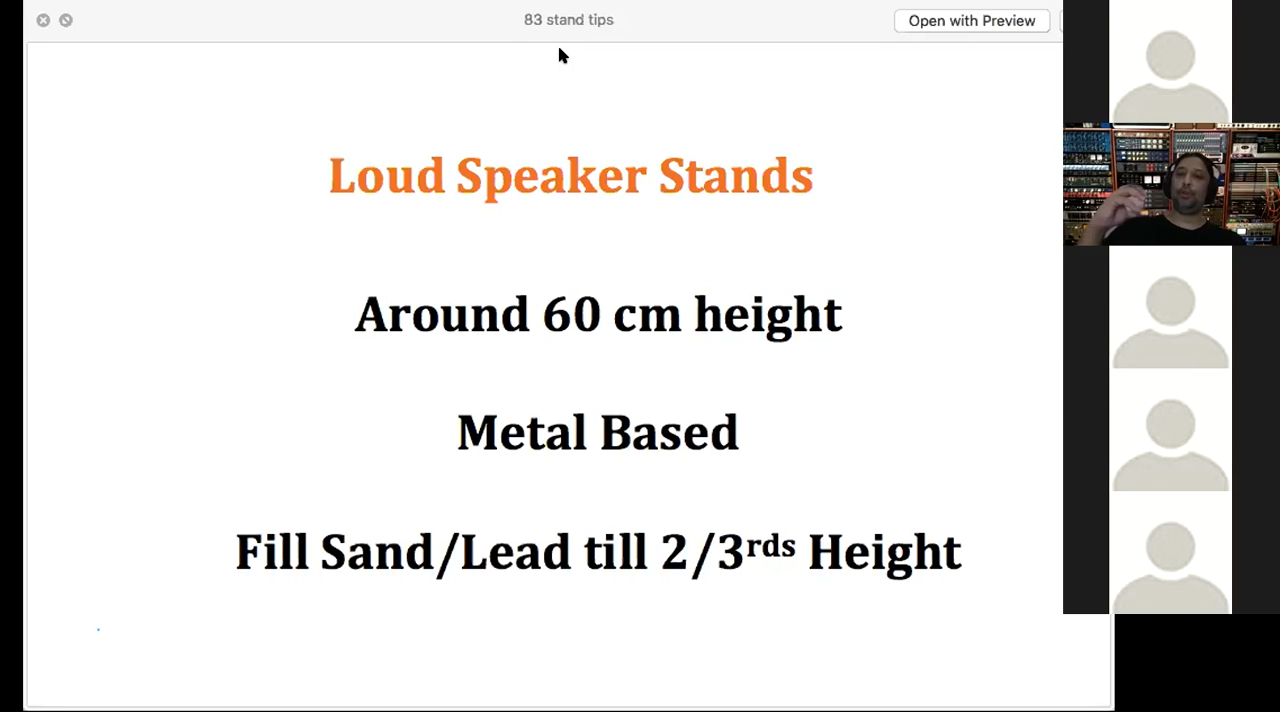 83 stand tips
Open with Preview
Loud Speaker Stands
Around 60 cm height
Metal Based
Fill Sand/Lead till 2/3rds Height